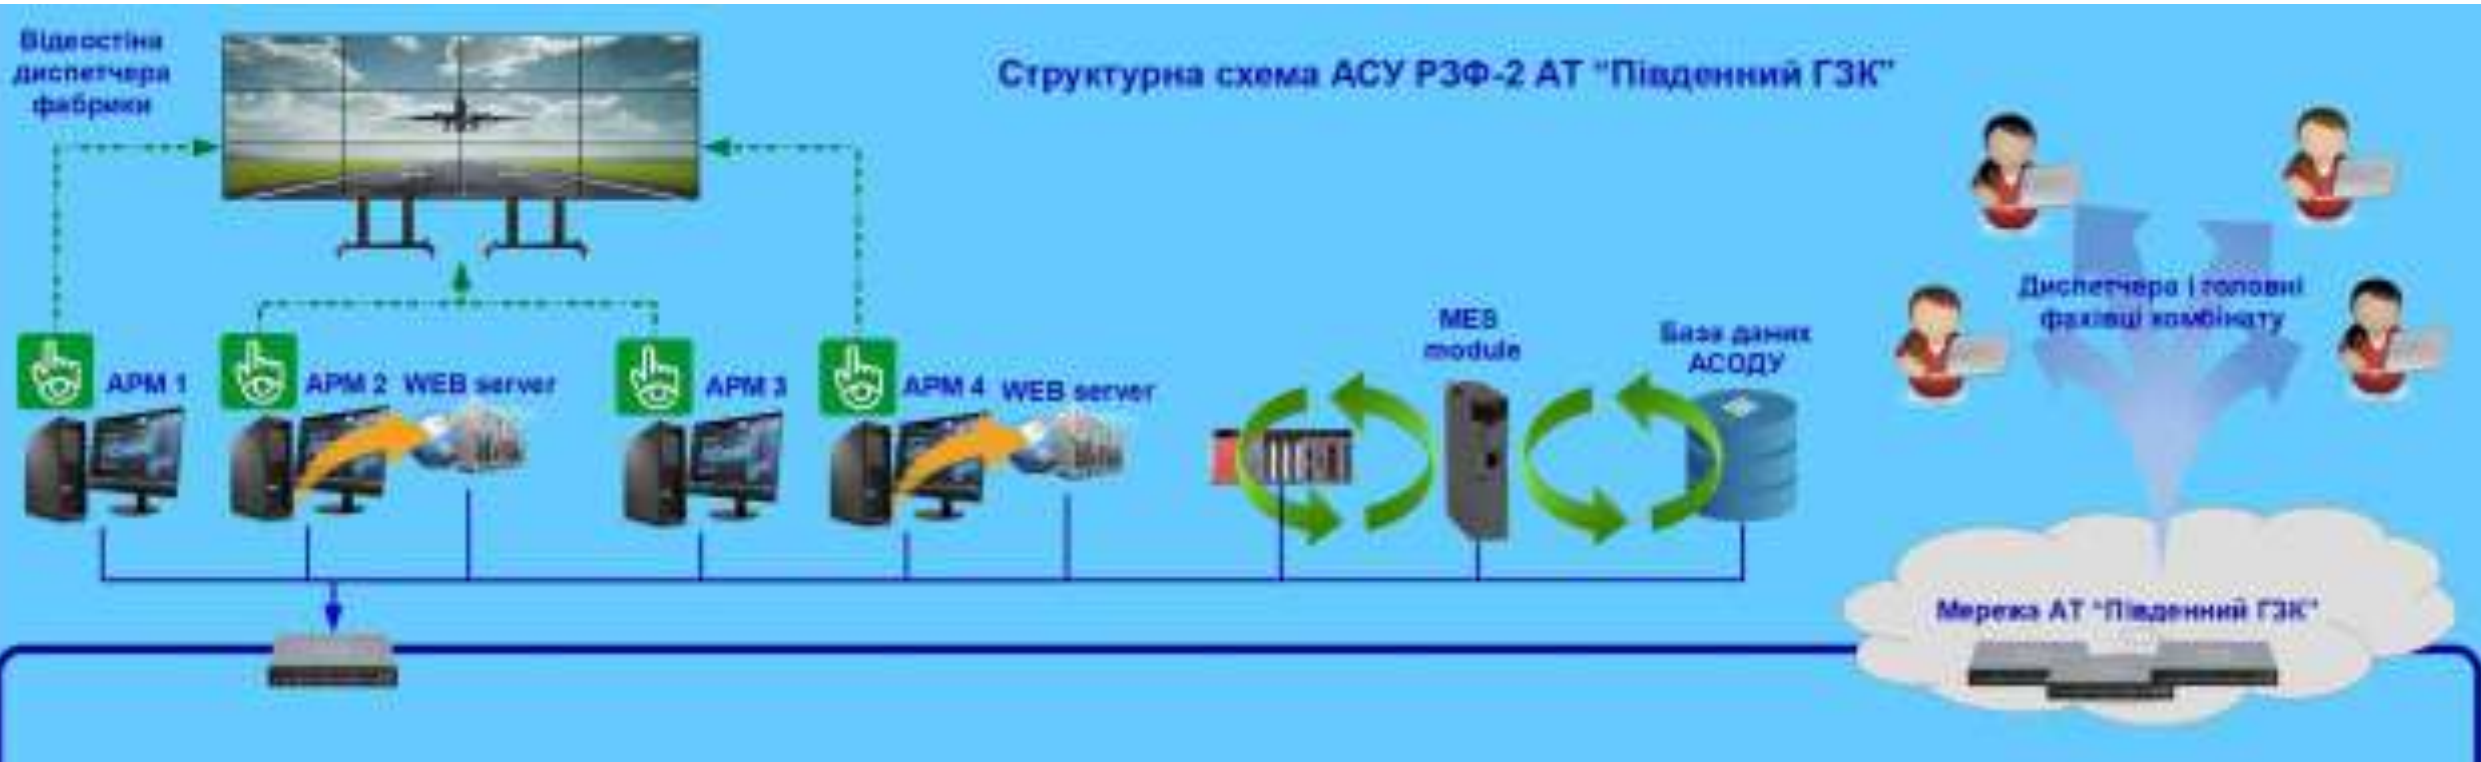 Відеостіна
диспетчера
фабрики
Структурна схема АСУ РЗФ-2 АТ "Південний ГЗК"
Диспетчера і головні
фахівці комбінату
MES
module
База даних
АСОДУ
АРМ 1
АРМ 2
WEB server
АРМ 3
АРМ 4
WEB server
Мережа АТ "Південний ГЗК"